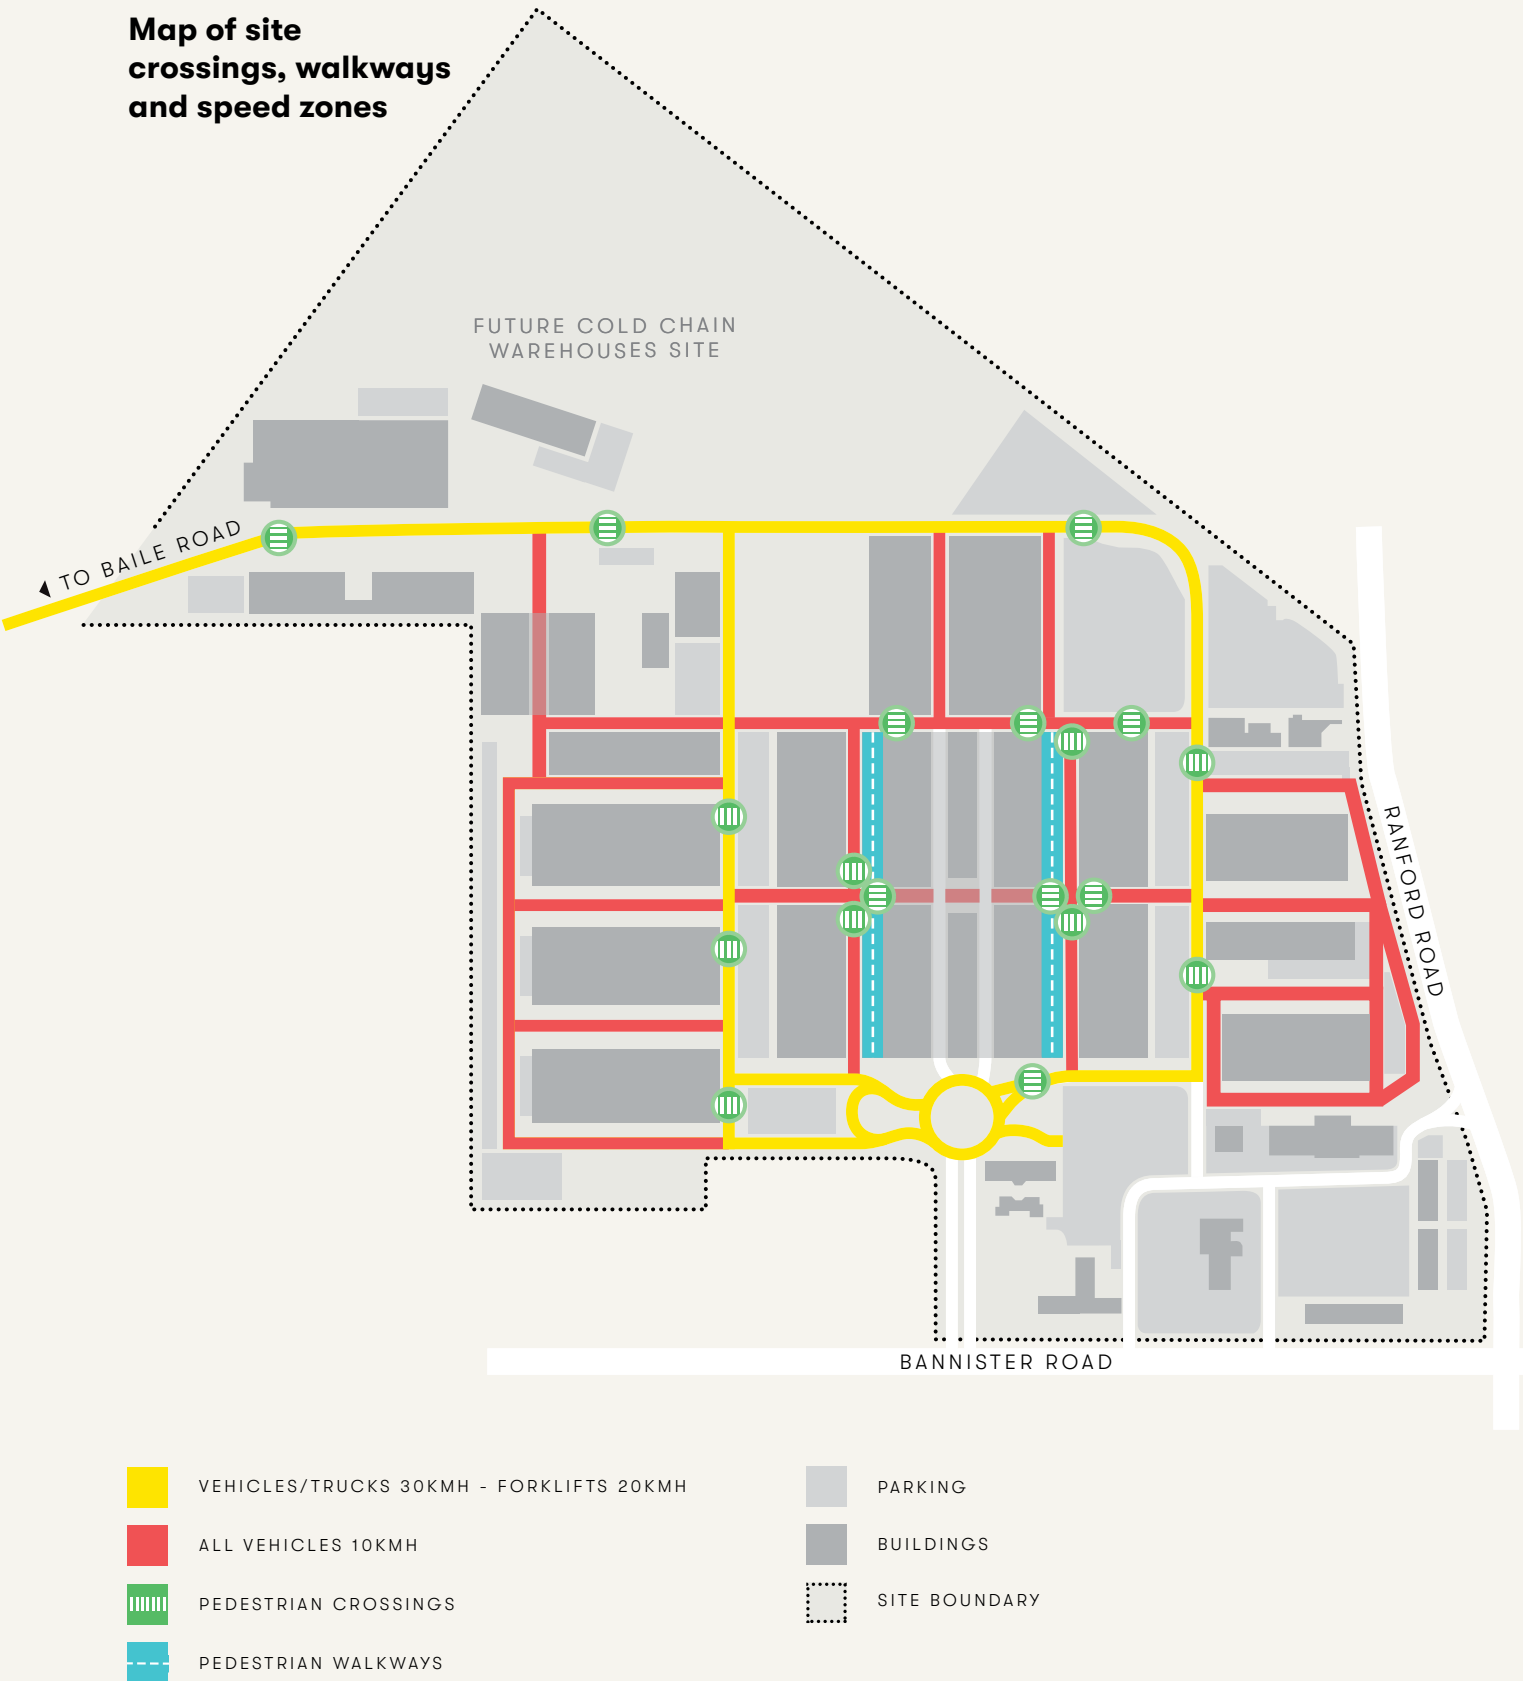 Map of site
crossings, walkways
and speed zones
FUTURE COLD CHAIN
WAREHOUSES SITE
TO BAILE ROAD
RANFORD ROAD
BANNISTER ROAD
VEHICLES/TRUCKS 30KMH - FORKLIFTS 20KMH
ALL VEHICLES 10KMH
PEDESTRIAN CROSSINGS
PEDESTRIAN WALKWAYS
PARKING
BUILDINGS
SITE BOUNDARY